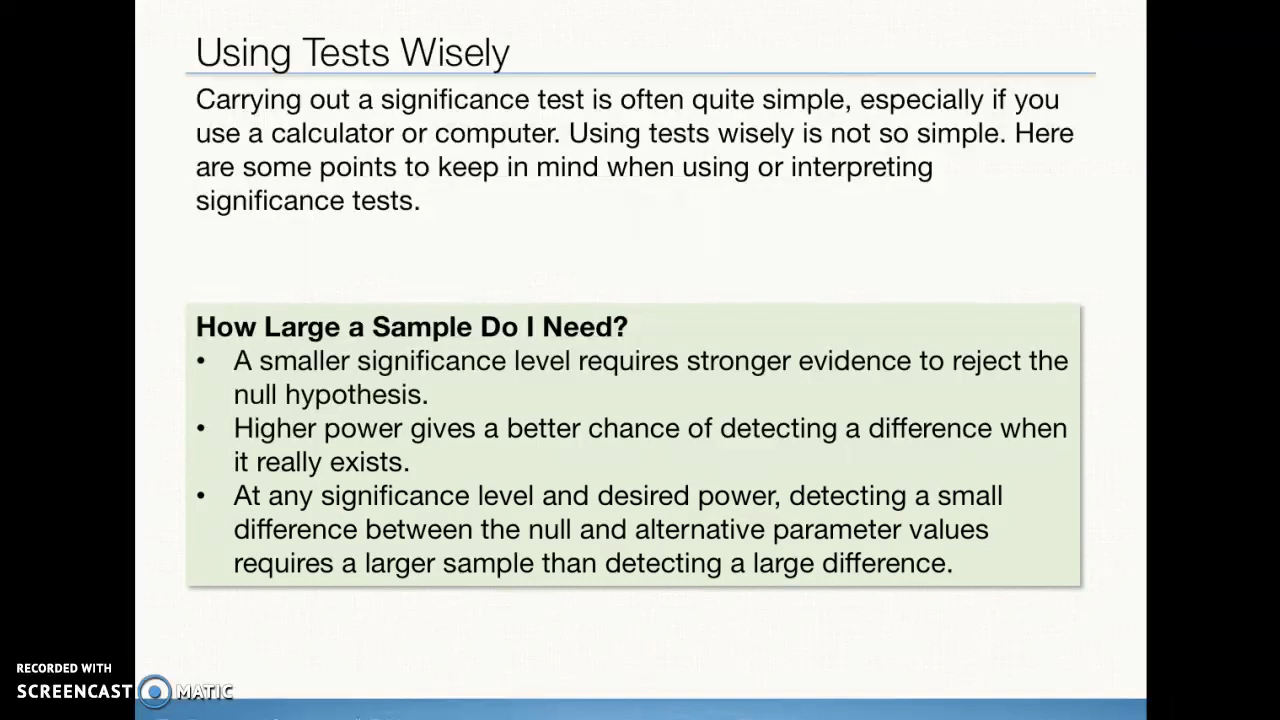 Using Tests Wisely
Carrying out a significance test is often quite simple, especially if you
use a calculator or computer. Using tests wisely is not so simple. Here
are some points to keep in mind when using or interpreting
significance tests.
How Large a Sample Do I Need?
• A smaller significance level requires stronger evidence to reject the
null hypothesis.
• Higher power gives a better chance of detecting a difference when
it really exists.
• At any significance level and desired power, detecting a small
difference between the null and alternative parameter values
requires a larger sample than detecting a large difference.
RECORDED WITH
SCREENCAST MATIC